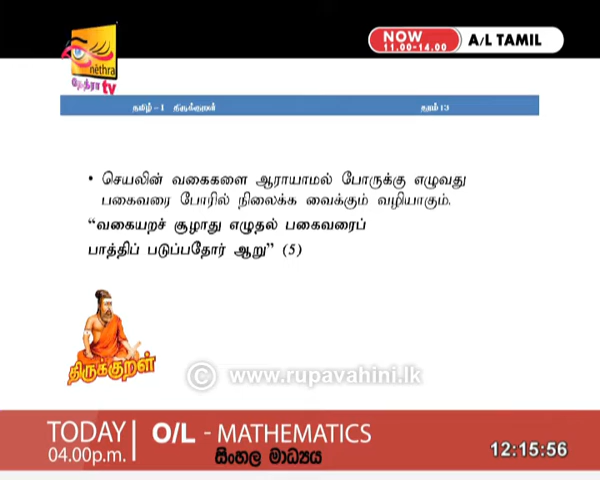 NOW
11.00-14.00
A/L TAMIL
nethra
நேத்ரா tv
தமிழ் – 1 திருக்குறள்
தரம் 13
• செயலின் வகைகளை ஆராயாமல் போருக்கு எழுவது
பகைவரை போரில் நிலைக்க வைக்கும் வழியாகும்.
“வகையறச் சூழாது எழுதல் பகைவரைப்
பாத்திப் படுப்பதோர் ஆறு” (5)
திருக்குறள்
© www.rupavahini.lk
TODAY
04.00p.m.
O/L - MATHEMATICS
සිංහල මාධ්‍යය
12:15:56